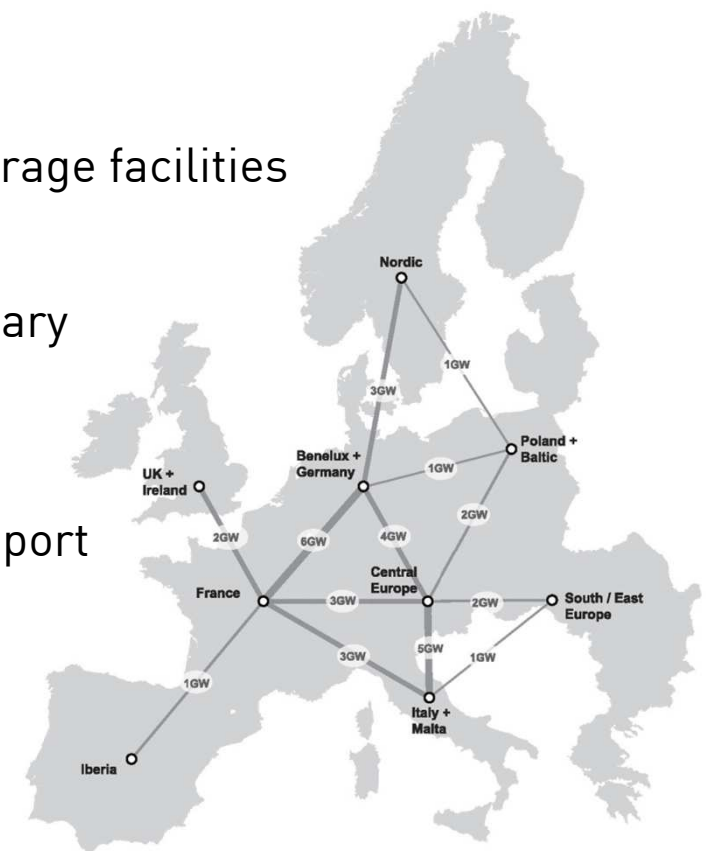 rage facilities
ary
port
Nordic
1GW
3GW
Poland +
Baltic
Benelux +
Germany
1GW
UK +
Ireland
2GW
2GW
6GW
4GW
Central
Europe
France
3GW
2GW
South / East
Europe
3GW
5GW
1GW
1GW
Italy +
Malta
Iberia